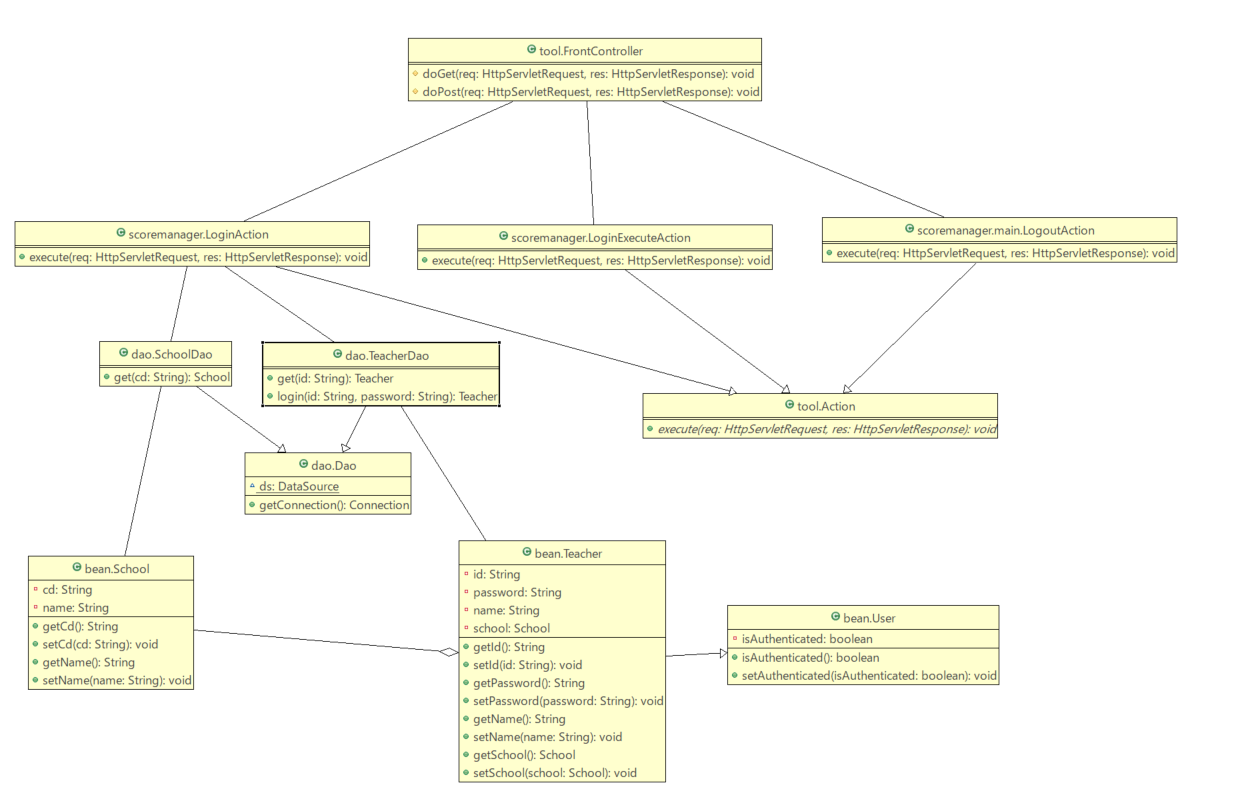 tool.FrontController
doGet(req: HttpServletRequest, res: HttpServletResponse): void
doPost(req: HttpServletRequest, res: HttpServletResponse): void
scoremanager.LoginAction
execute(req: HttpServletRequest, res: HttpServletResponse): void
scoremanager.LoginExecuteAction
execute(req: HttpServletRequest, res: HttpServletResponse): void
scoremanager.main.LogoutAction
execute(req: HttpServletRequest, res: HttpServletResponse): void
dao.SchoolDao
get(cd: String): School
dao.TeacherDao
get(id: String): Teacher
login(id: String, password: String): Teacher
tool.Action
execute(req: HttpServletRequest, res: HttpServletResponse): void
dao.Dao
ds: DataSource
getConnection(): Connection
bean.School
cd: String
name: String
getCd(): String
setCd(cd: String): void
getName(): String
setName(name: String): void
bean.Teacher
id: String
password: String
name: String
school: School
getId(): String
setId(id: String): void
getPassword(): String
setPassword(password: String): void
getName(): String
setName(name: String): void
getSchool(): School
setSchool(school: School): void
bean.User
isAuthenticated: boolean
isAuthenticated(): boolean
setAuthenticated(isAuthenticated: boolean): void